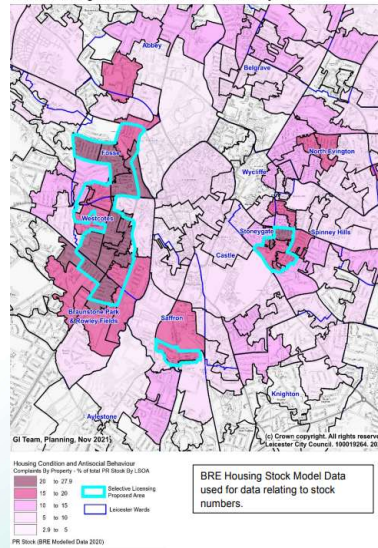 Abbey
Belgrave
Fosse
North Evington
Wycliffe
Westcotes
Stoneygate
Spinney Hills
Castle
Braunstone Park
& Rowley Fields
Saffron
Knighton
Aylestone
GI Team, Planning, Nov 2021
(c) Crown copyright. All rights reserve
Leicester City Council. 100019264. 20
Housing Condition and Antisocial Behaviour
Complaints By Property - % of total PR Stock By LSOA
20 to 27.9
15 to 20
10 to 15
5 to 10
2.9 to 5
Selective Licensing
Proposed Area
Leicester Wards
PR Stock (BRE Modelled Data 2020)
BRE Housing Stock Model Data
used for data relating to stock
numbers.